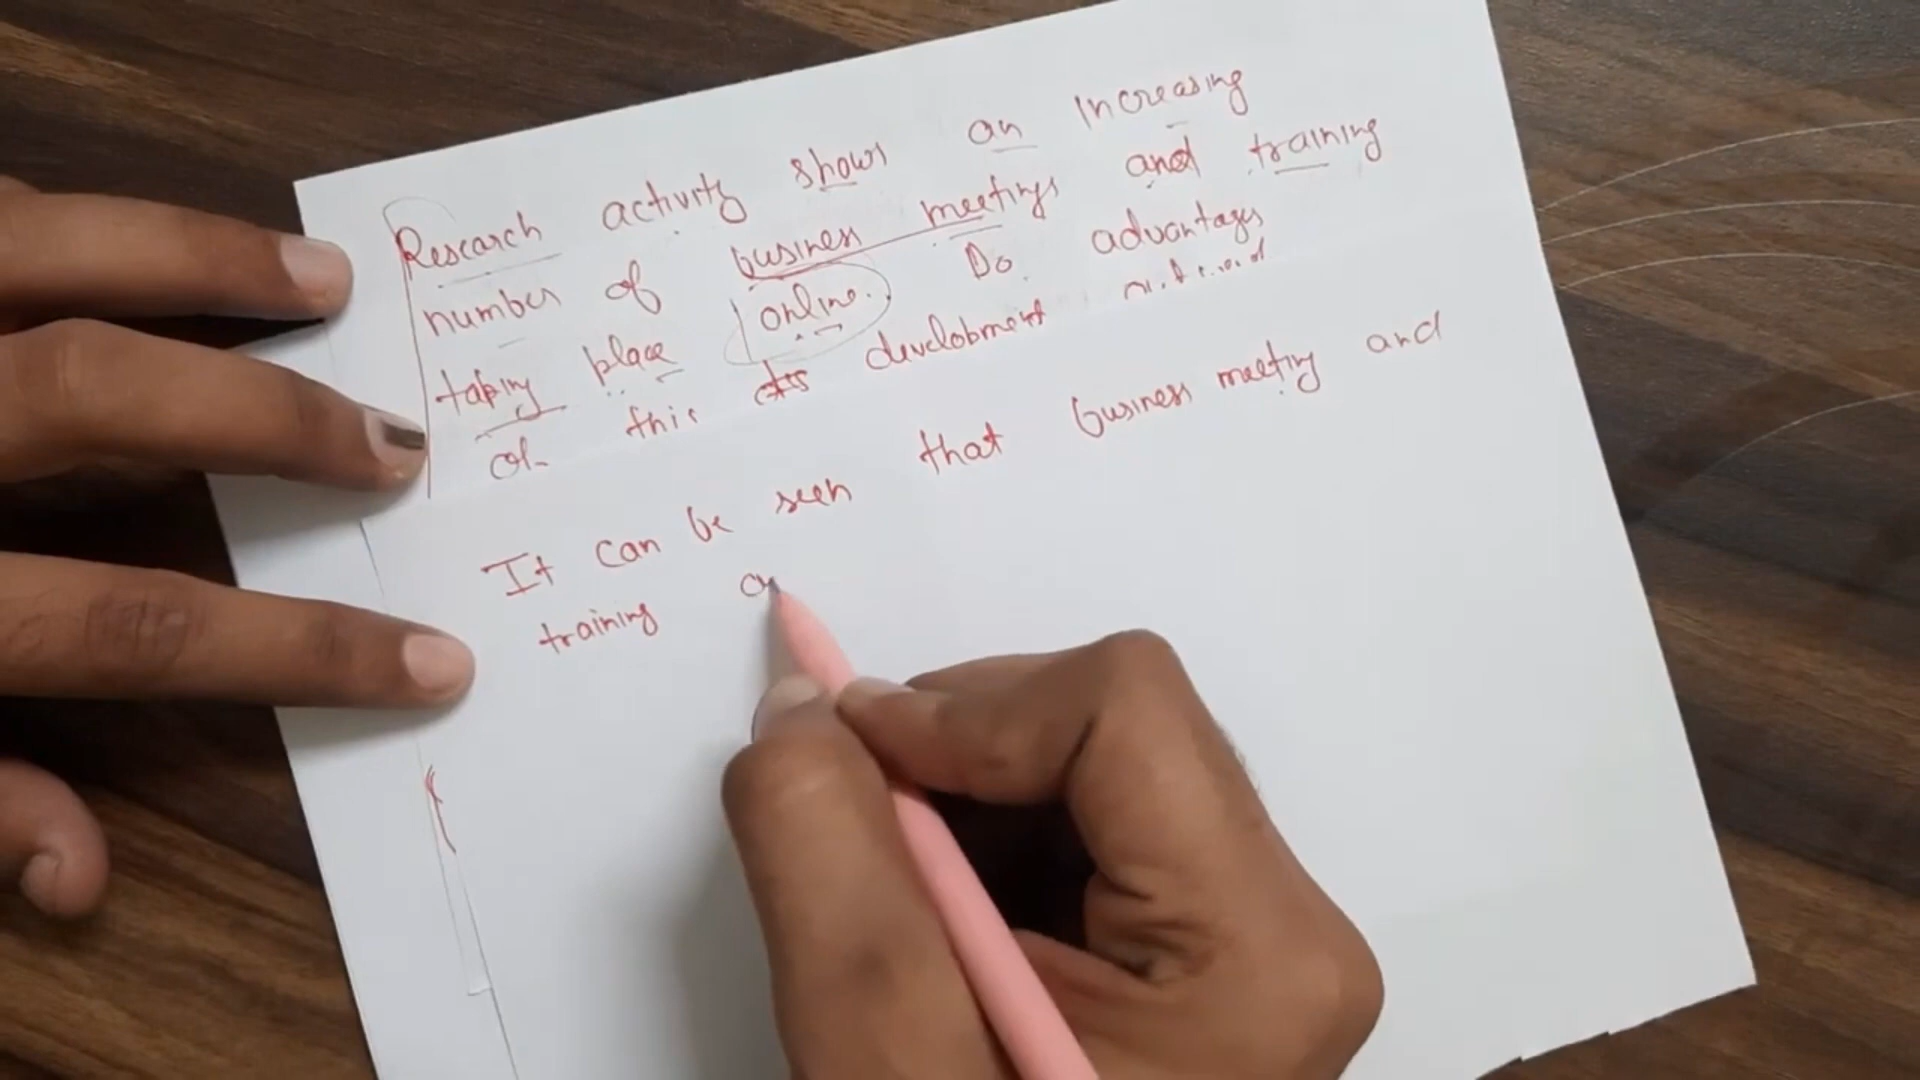 Research activity shows an increasing
number of business meetings and training
taking place online. Do advantages
of this development
It can be seen that business meeting and
training